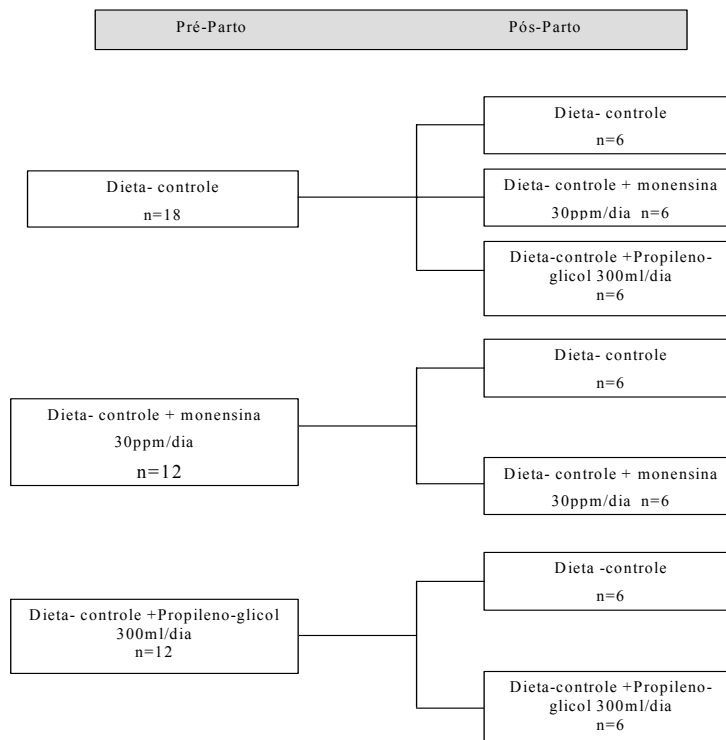 Pré-Parto
Pós-Parto
Dieta- controle
n=18
Dieta- controle
n=6
Dieta- controle + monensina
30ppm/dia n=6
Dieta-controle +Propileno-
glicol 300ml/dia
n=6
Dieta- controle + monensina
30ppm/dia
n=12
Dieta- controle
n=6
Dieta- controle + monensina
30ppm/dia n=6
Dieta- controle +Propileno-glicol
300ml/dia
n=12
Dieta -controle
n=6
Dieta-controle +Propileno-
glicol 300ml/dia
n=6